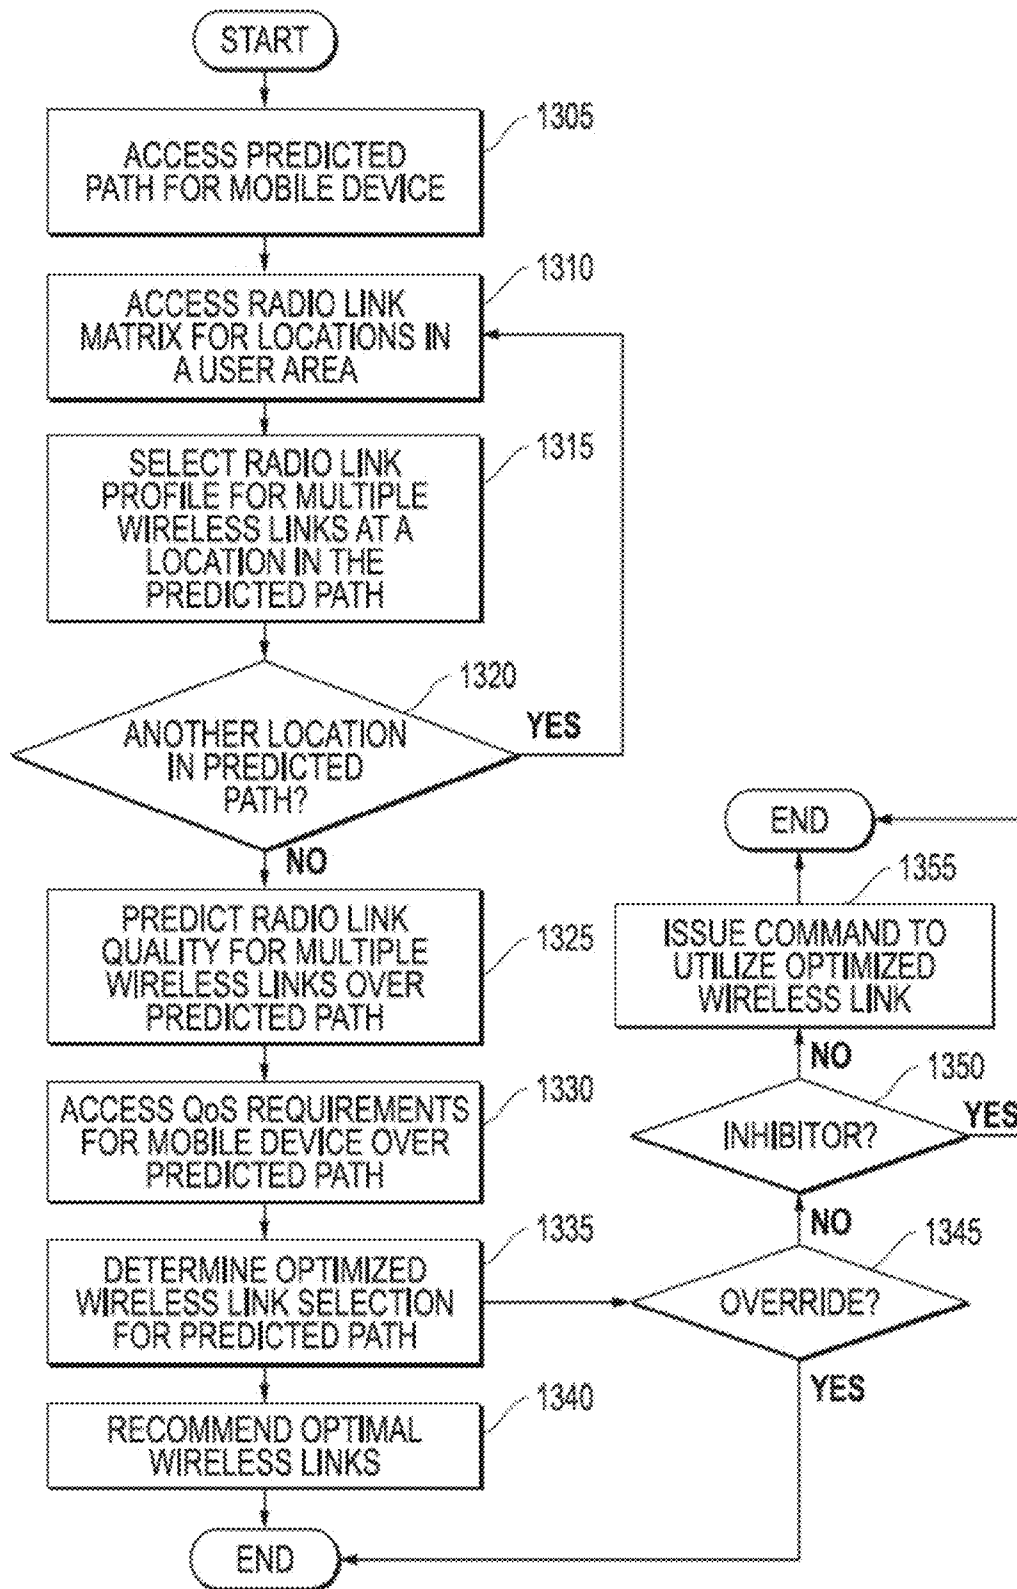 START
1305
ACCESS PREDICTED
PATH FOR MOBILE DEVICE
1310
ACCESS RADIO LINK
MATRIX FOR LOCATIONS IN
A USER AREA
1315
SELECT RADIO LINK
PROFILE FOR MULTIPLE
WIRELESS LINKS AT A
LOCATION IN THE
PREDICTED PATH
1320
ANOTHER LOCATION
IN PREDICTED
PATH?
YES
NO
1325
PREDICT RADIO LINK
QUALITY FOR MULTIPLE
WIRELESS LINKS OVER
PREDICTED PATH
1330
ACCESS QoS REQUIREMENTS
FOR MOBILE DEVICE OVER
PREDICTED PATH
1335
DETERMINE OPTIMIZED
WIRELESS LINK SELECTION
FOR PREDICTED PATH
1340
RECOMMEND OPTIMAL
WIRELESS LINKS
END
END
1355
ISSUE COMMAND TO
UTILIZE OPTIMIZED
WIRELESS LINK
NO
1350
INHIBITOR?
YES
NO
1345
OVERRIDE?
YES